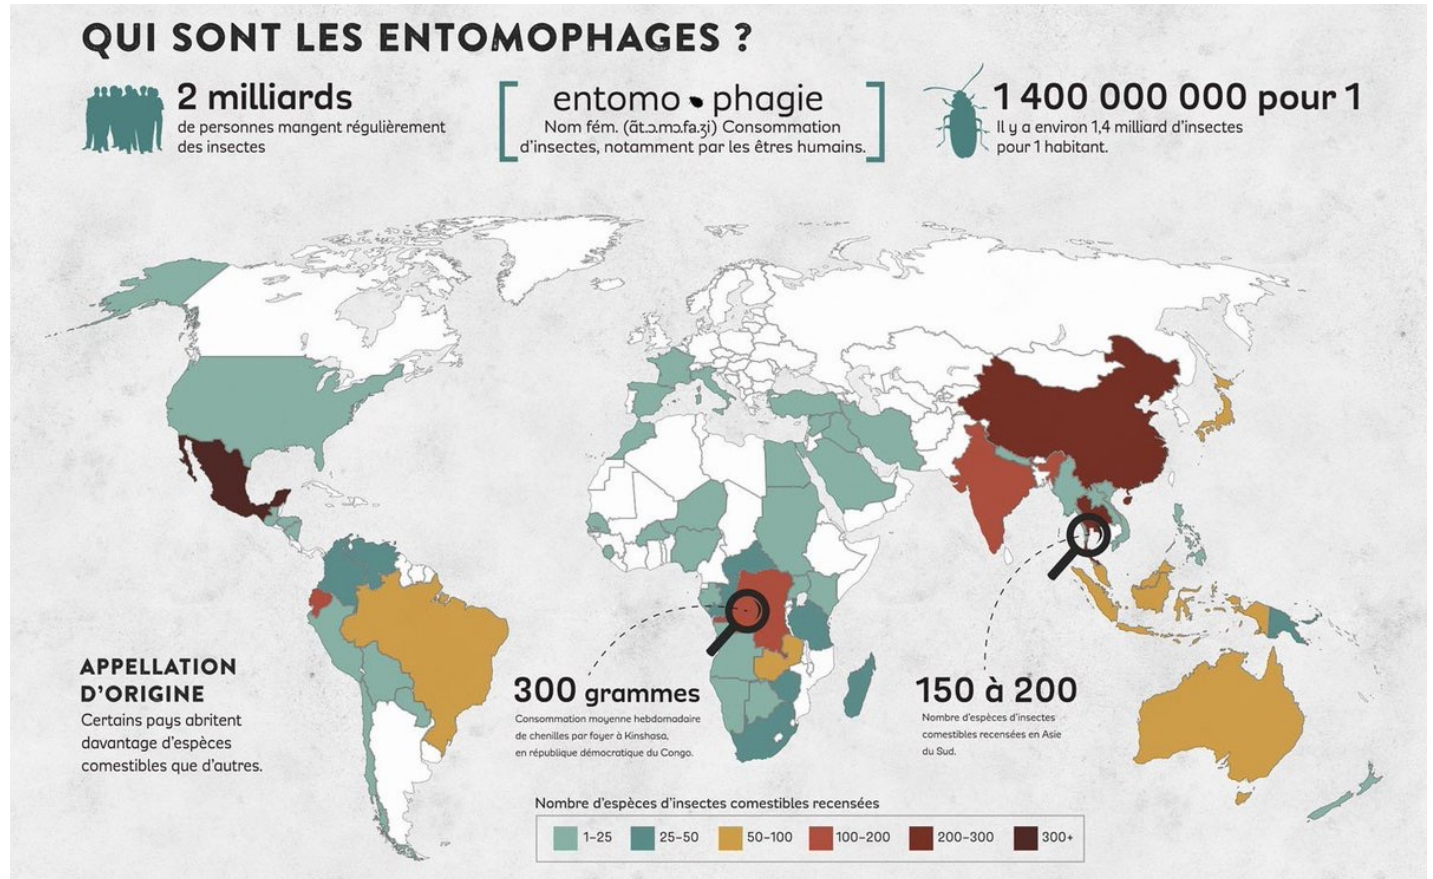 QUI SONT LES ENTOMOPHAGES ?
2 milliards
de personnes mangent régulièrement
des insectes
entomo phagie
Nom fém. (ãt.ɔ.mɔ.fa.ʒi) Consommation
d'insectes, notamment par les êtres humains.
1 400 000 000 pour 1
Il y a environ 1,4 milliard d'insectes
pour 1 habitant.
APPELLATION
D'ORIGINE
Certains pays abritent
davantage d'espèces
comestibles que d'autres.
300 grammes
Consommation moyenne hebdomadaire
de chenilles par foyer à Kinshasa,
en république démocratique du Congo.
150 à 200
Nombre d'espèces d'insectes
comestibles recensées en Asie
du Sud.
Nombre d'espèces d'insectes comestibles recensées
1-25 25-50 50-100 100-200 200-300 300+